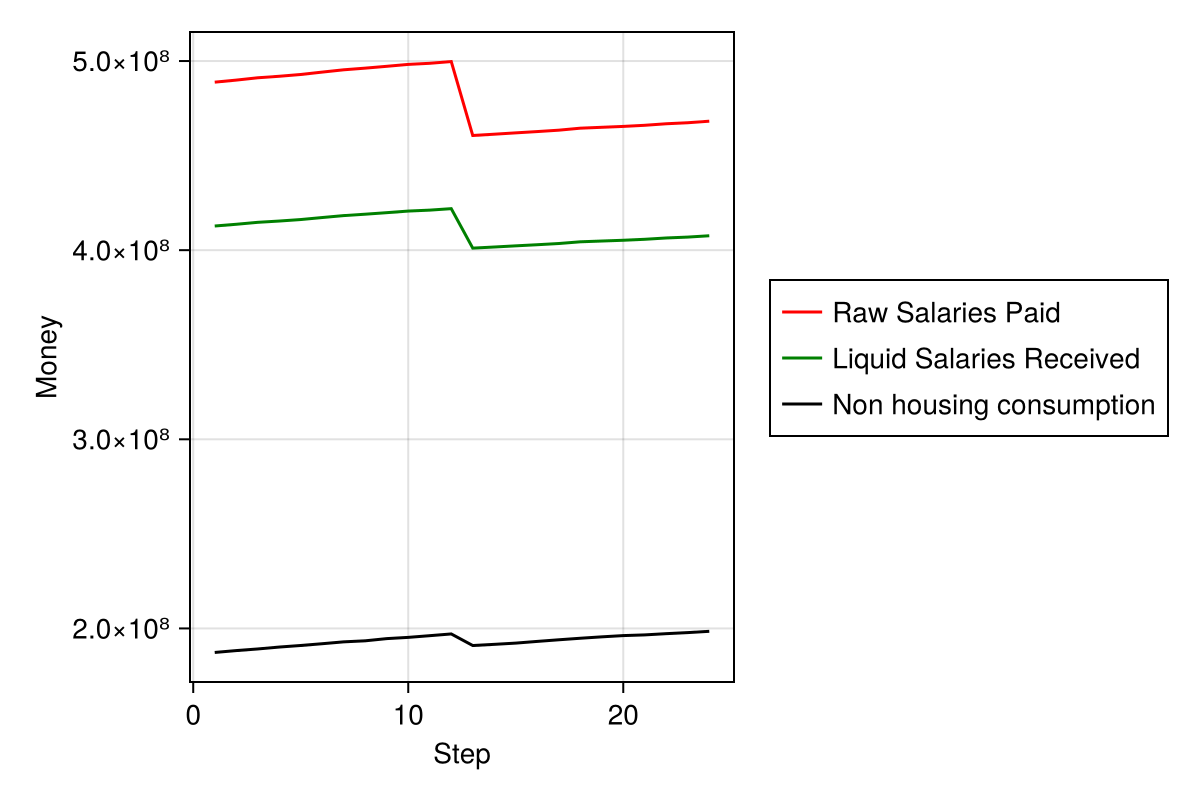 5.0×10⁸
4.0×10⁸
3.0×10⁸
2.0×10⁸
Money
0 10 20
Step
Raw Salaries Paid
Liquid Salaries Received
Non housing consumption